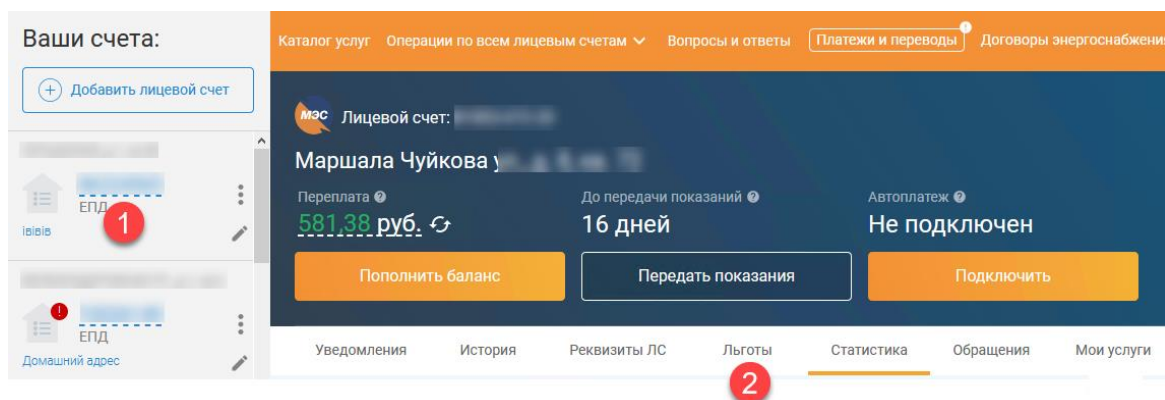 Ваши счета:
Добавить лицевой счет
ЕПД
1
 isisis
ЕПД
Домашний адрес
Каталог услуг Операции по всем лицевым счетам Вопросы и ответы Платежи и переводы Договоры энергоснабжения
мэс Лицевой счет:
Маршала Чуйкова
Переплата До передачи показаний Автоплатеж
581,38 руб. 16 дней Не подключен
Пополнить баланс Передать показания Подключить
Уведомления История Реквизиты ЛС Льготы Статистика Обращения Мои услуги
2